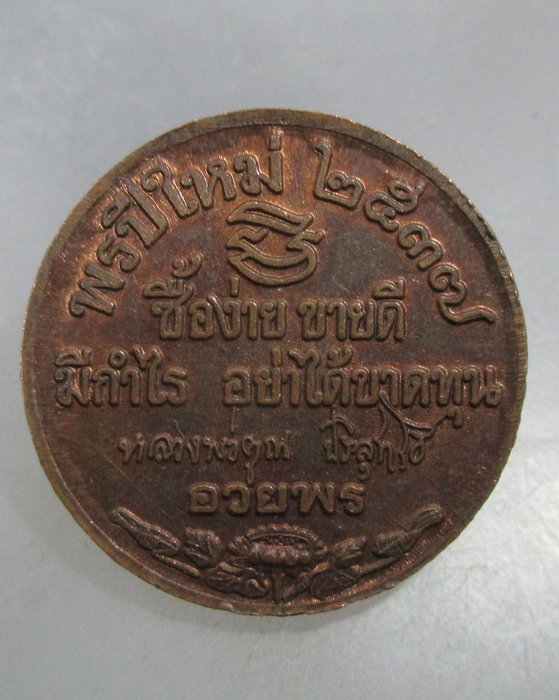 พรปีใหม่ ๒๕๓๗
ซื้อง่าย ขายดี
มีกำไร อย่าได้ขาดทุน
หลวงพ่อคูณ ปริสุทฺโธ
อวยพร